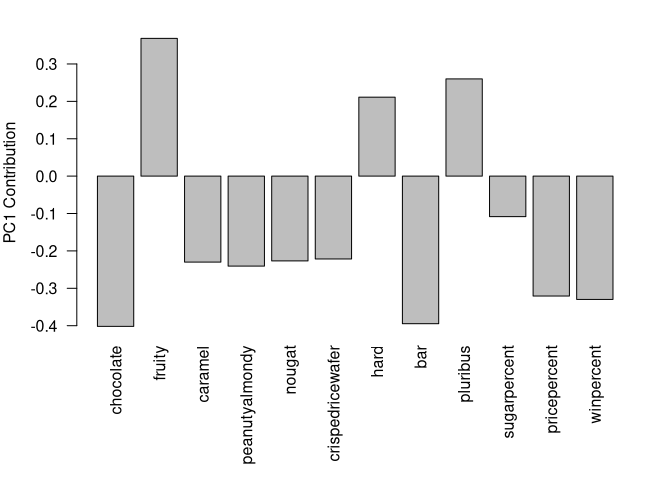 PC1 Contribution
0.3
0.2
0.1
0.0
-0.1
-0.2
-0.3
-0.4
chocolate
fruity
caramel
peanutyalmondy
nougat
crispedricewafer
hard
bar
pluribus
sugarpercent
pricepercent
winpercent